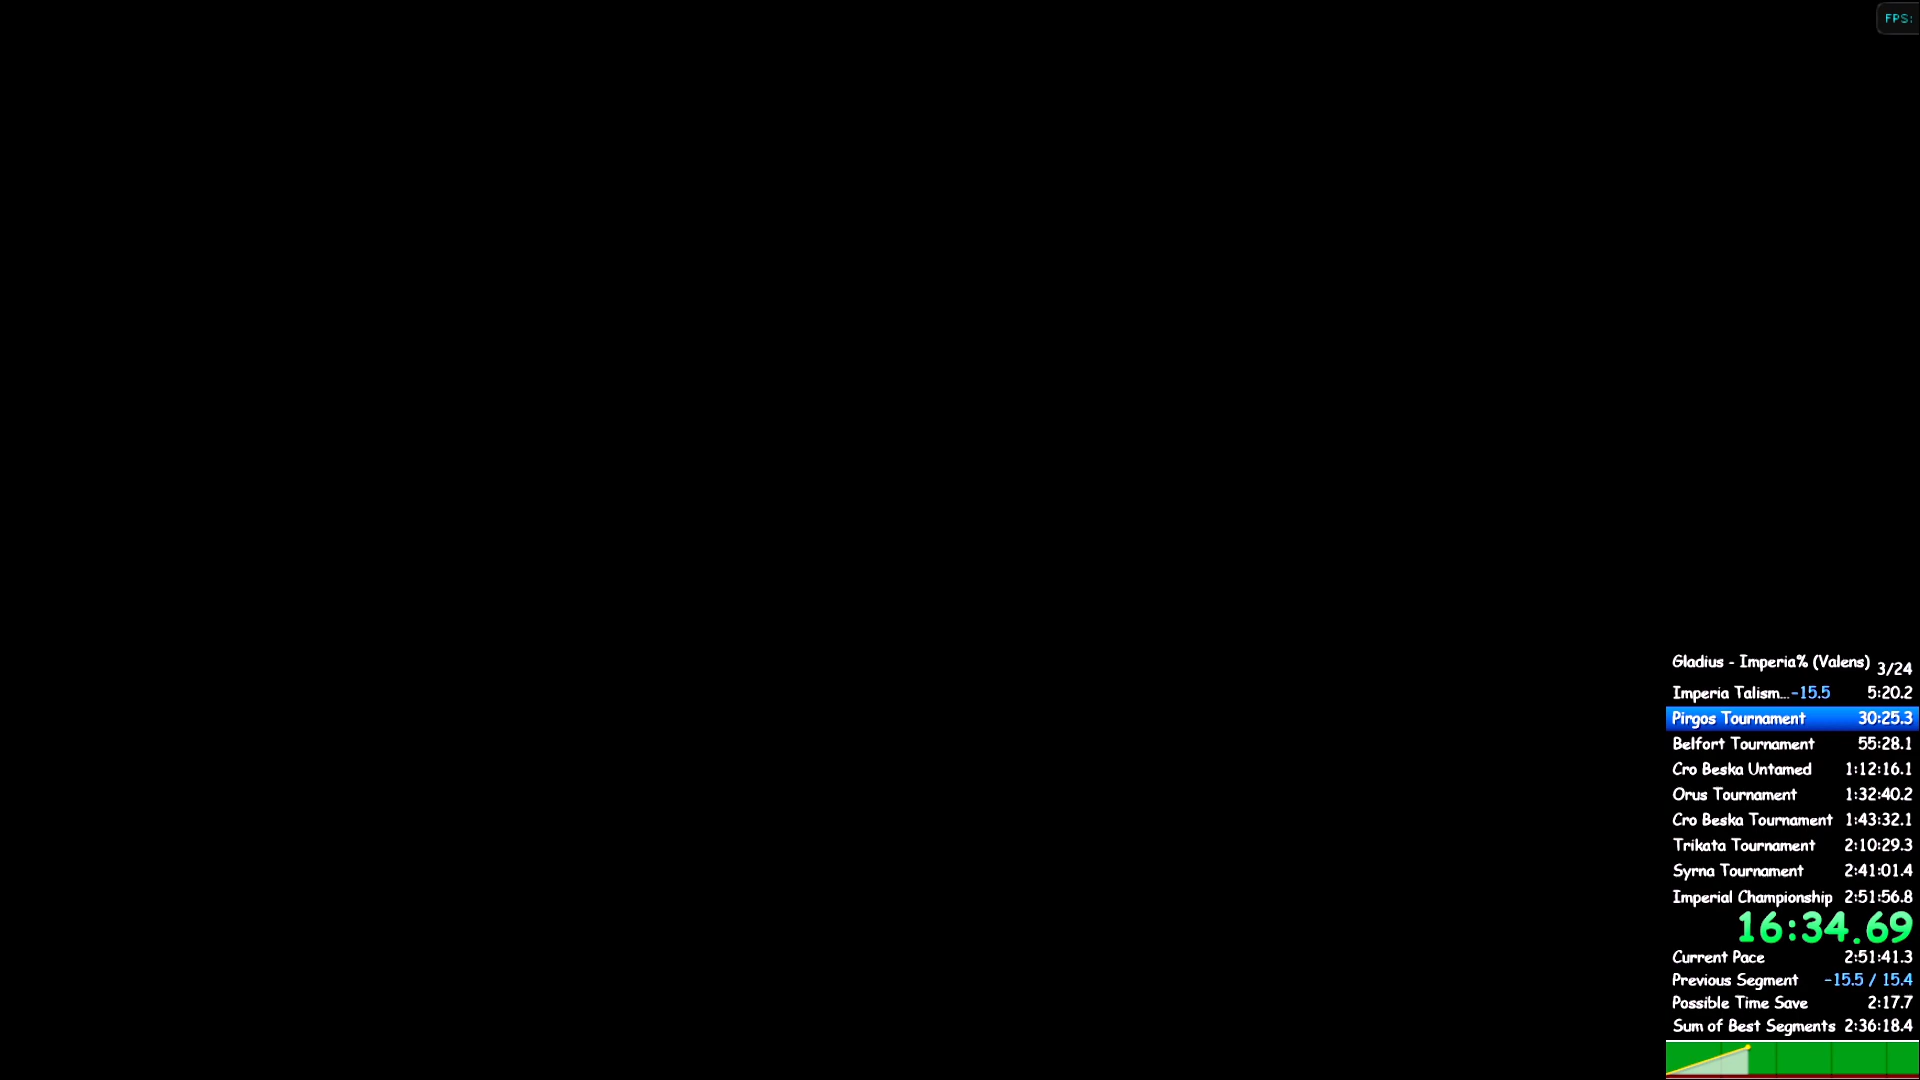 FPS:
Gladius - Imperia% (Valens) 3/24
Imperia Talism... -15.5 5:20.2
Pirgos Tournament 30:25.3
Belfort Tournament 55:28.1
Cro Beska Untamed 1:12:16.1
Orus Tournament 1:32:40.2
Cro Beska Tournament 1:43:32.1
Trikata Tournament 2:10:29.3
Syrna Tournament 2:41:01.4
Imperial Championship 2:51:56.8
16:34.69
Current Pace 2:51:41.3
Previous Segment -15.5 / 15.4
Possible Time Save 2:17.7
Sum of Best Segments 2:36:18.4